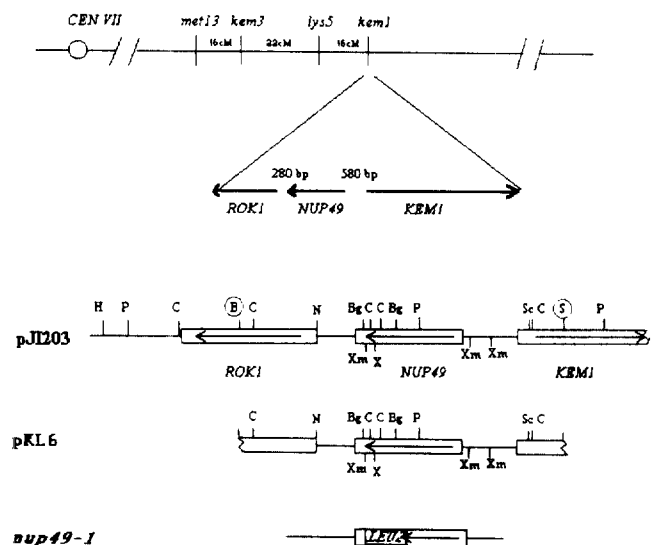 CEN VII met13 kem3 lys5 kem1
16cM 22cM 16cM
280 bp 580 bp
ROK1 NUP49 KEM1
H P C B C N Bg C C Bg P Sc C S P
pJI203
Xm X Xm Xm
ROK1 NUP49 KEM1
C N Bg C C Bg P Sc C
pKL6
Xm X Xm Xm
nup49-1 LEU2